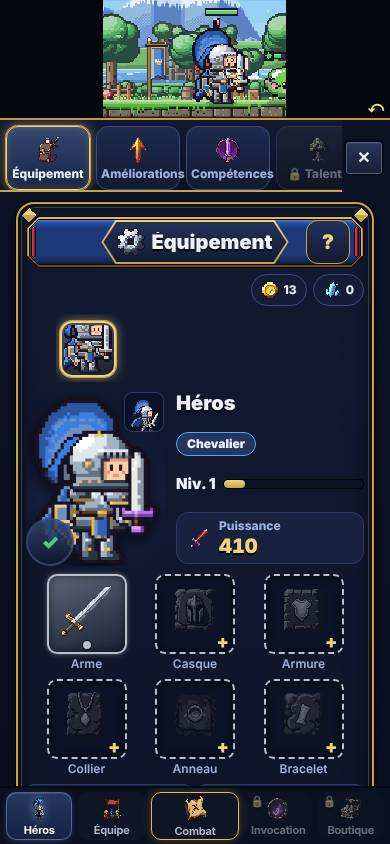 Équipement
Améliorations
Compétences
Talent
Équipement
?
13
0
Héros
Chevalier
Niv. 1
Puissance
410
Arme
Casque
Armure
Collier
Anneau
Bracelet
Héros
Équipe
Combat
Invocation
Boutique